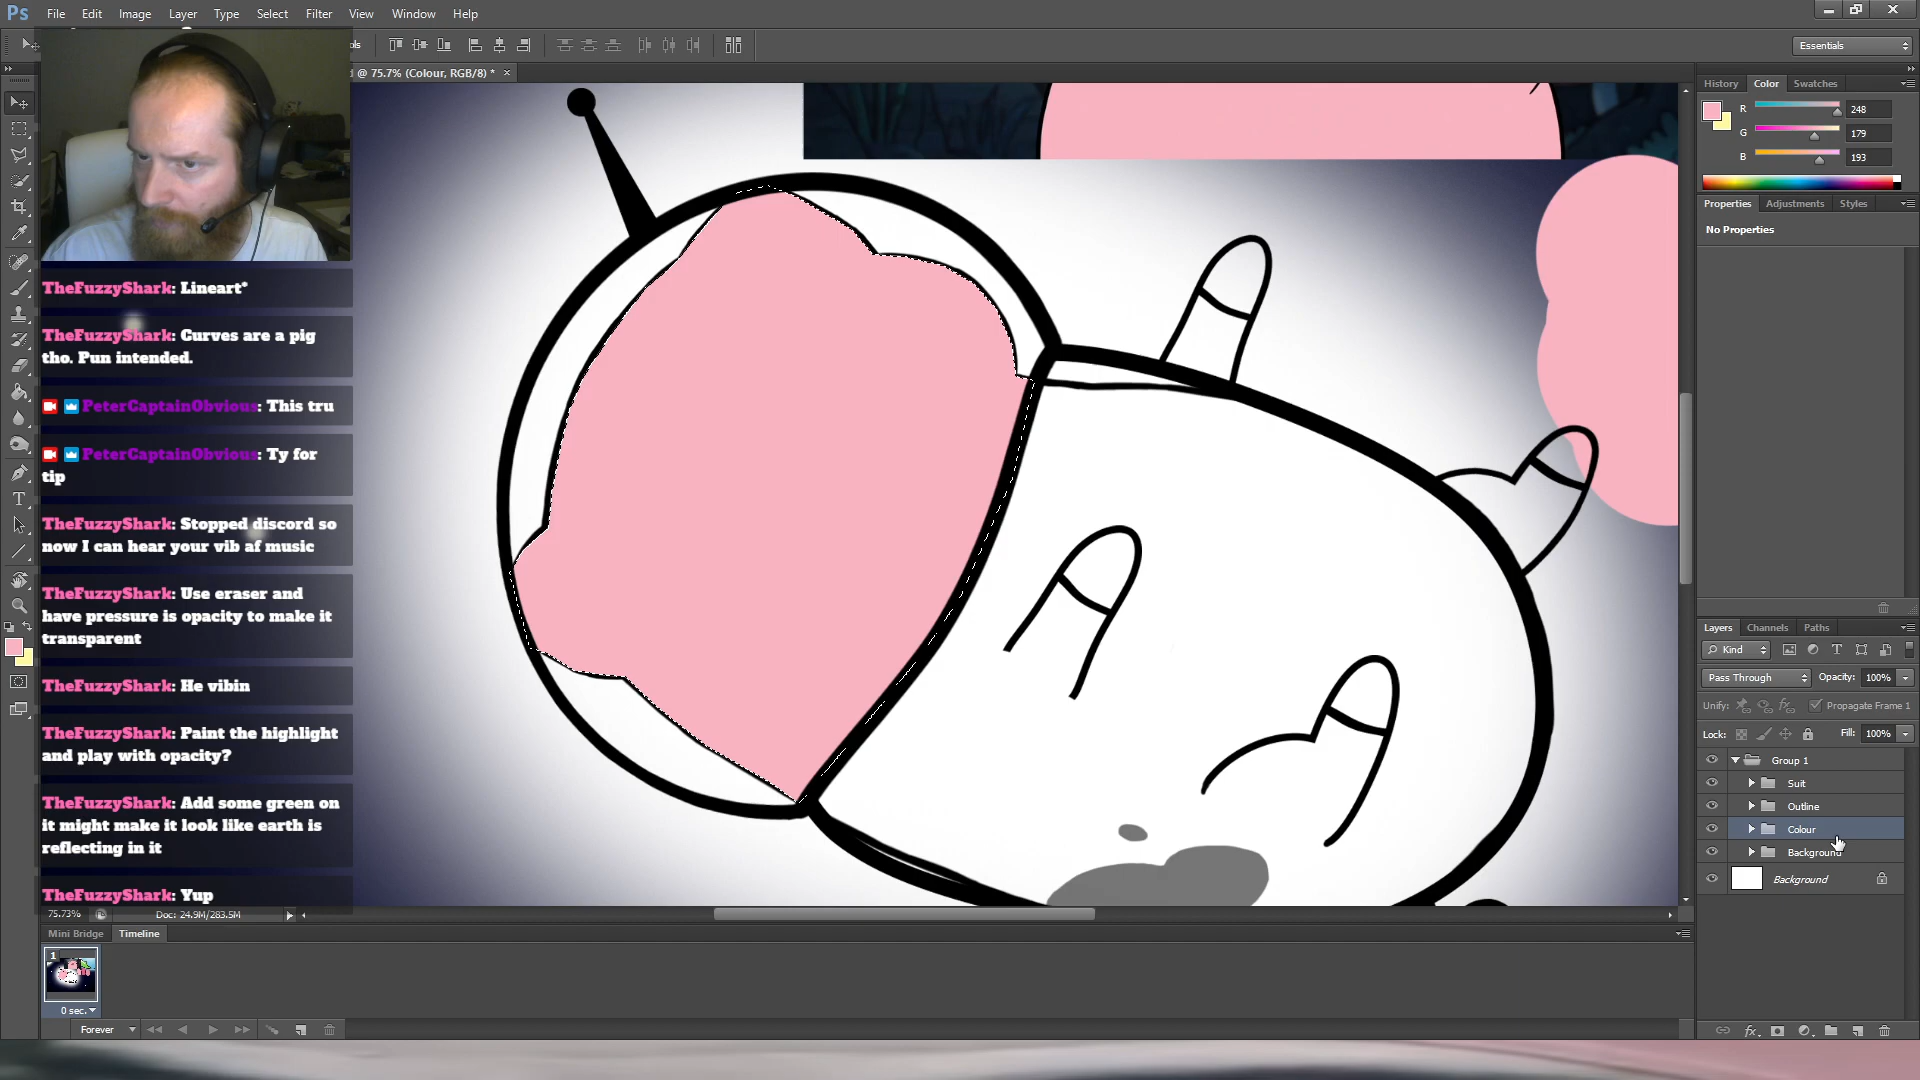 Ps File Edit Image Layer Type Select Filter View Window Help
Essentials
@ 75.7% (Colour, RGB/8) * ×
History Color Swatches
R 248
G 179
B 193
Properties Adjustments Styles
No Properties
TheFuzzyShark: Lineart*
TheFuzzyShark: Curves are a pig
tho. Pun intended.
PeterCaptainObvious: This tru
PeterCaptainObvious: Ty for
tip
TheFuzzyShark: Stopped discord so
now I can hear your vib af music
TheFuzzyShark: Use eraser and
have pressure is opacity to make it
transparent
TheFuzzyShark: He vibin
TheFuzzyShark: Paint the highlight
and play with opacity?
TheFuzzyShark: Add some green on
it might make it look like earth is
reflecting in it
TheFuzzyShark: Yup
Layers Channels Paths
Kind
Pass Through Opacity: 100%
Unify: Propagate Frame 1
Lock: Fill: 100%
Group 1
Suit
Outline
Colour
Background
Background
75.73% Doc: 24.9M/283.5M
Mini Bridge Timeline
1
0 sec.
Forever